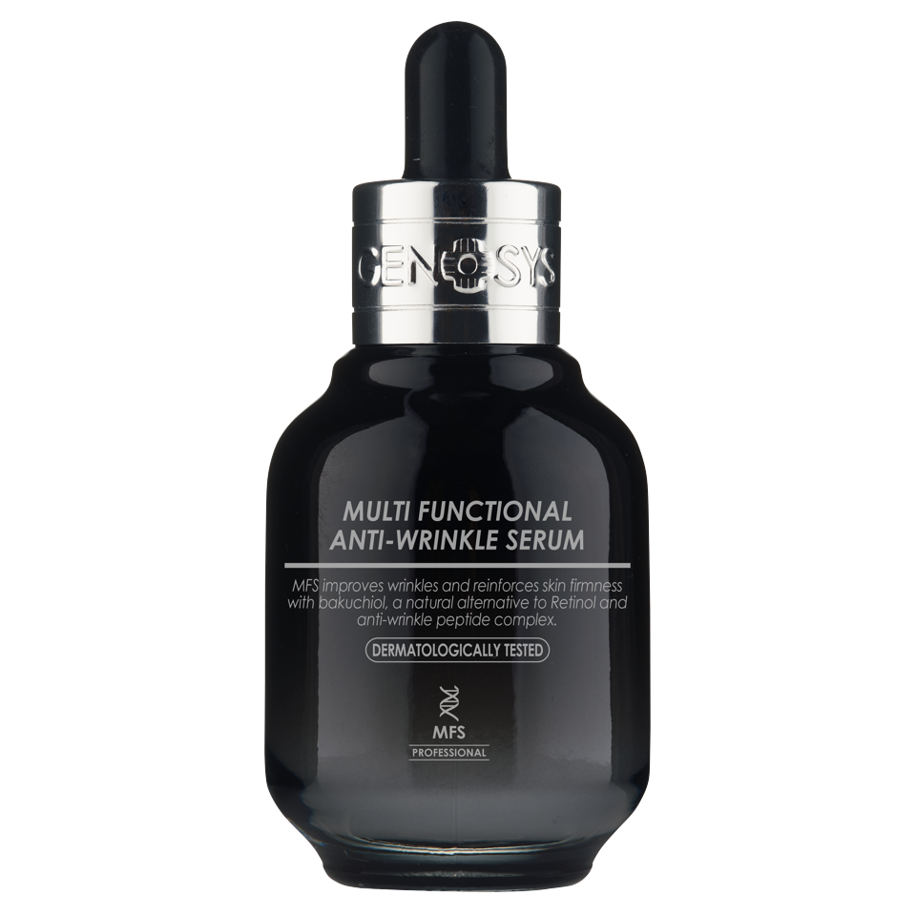 GENOSYS
MULTI FUNCTIONAL
ANTI-WRINKLE SERUM
MFS improves wrinkles and reinforces skin firmness
with bakuchiol, a natural alternative to Retinol and
anti-wrinkle peptide complex.
DERMATOLOGICALLY TESTED
MFS
PROFESSIONAL